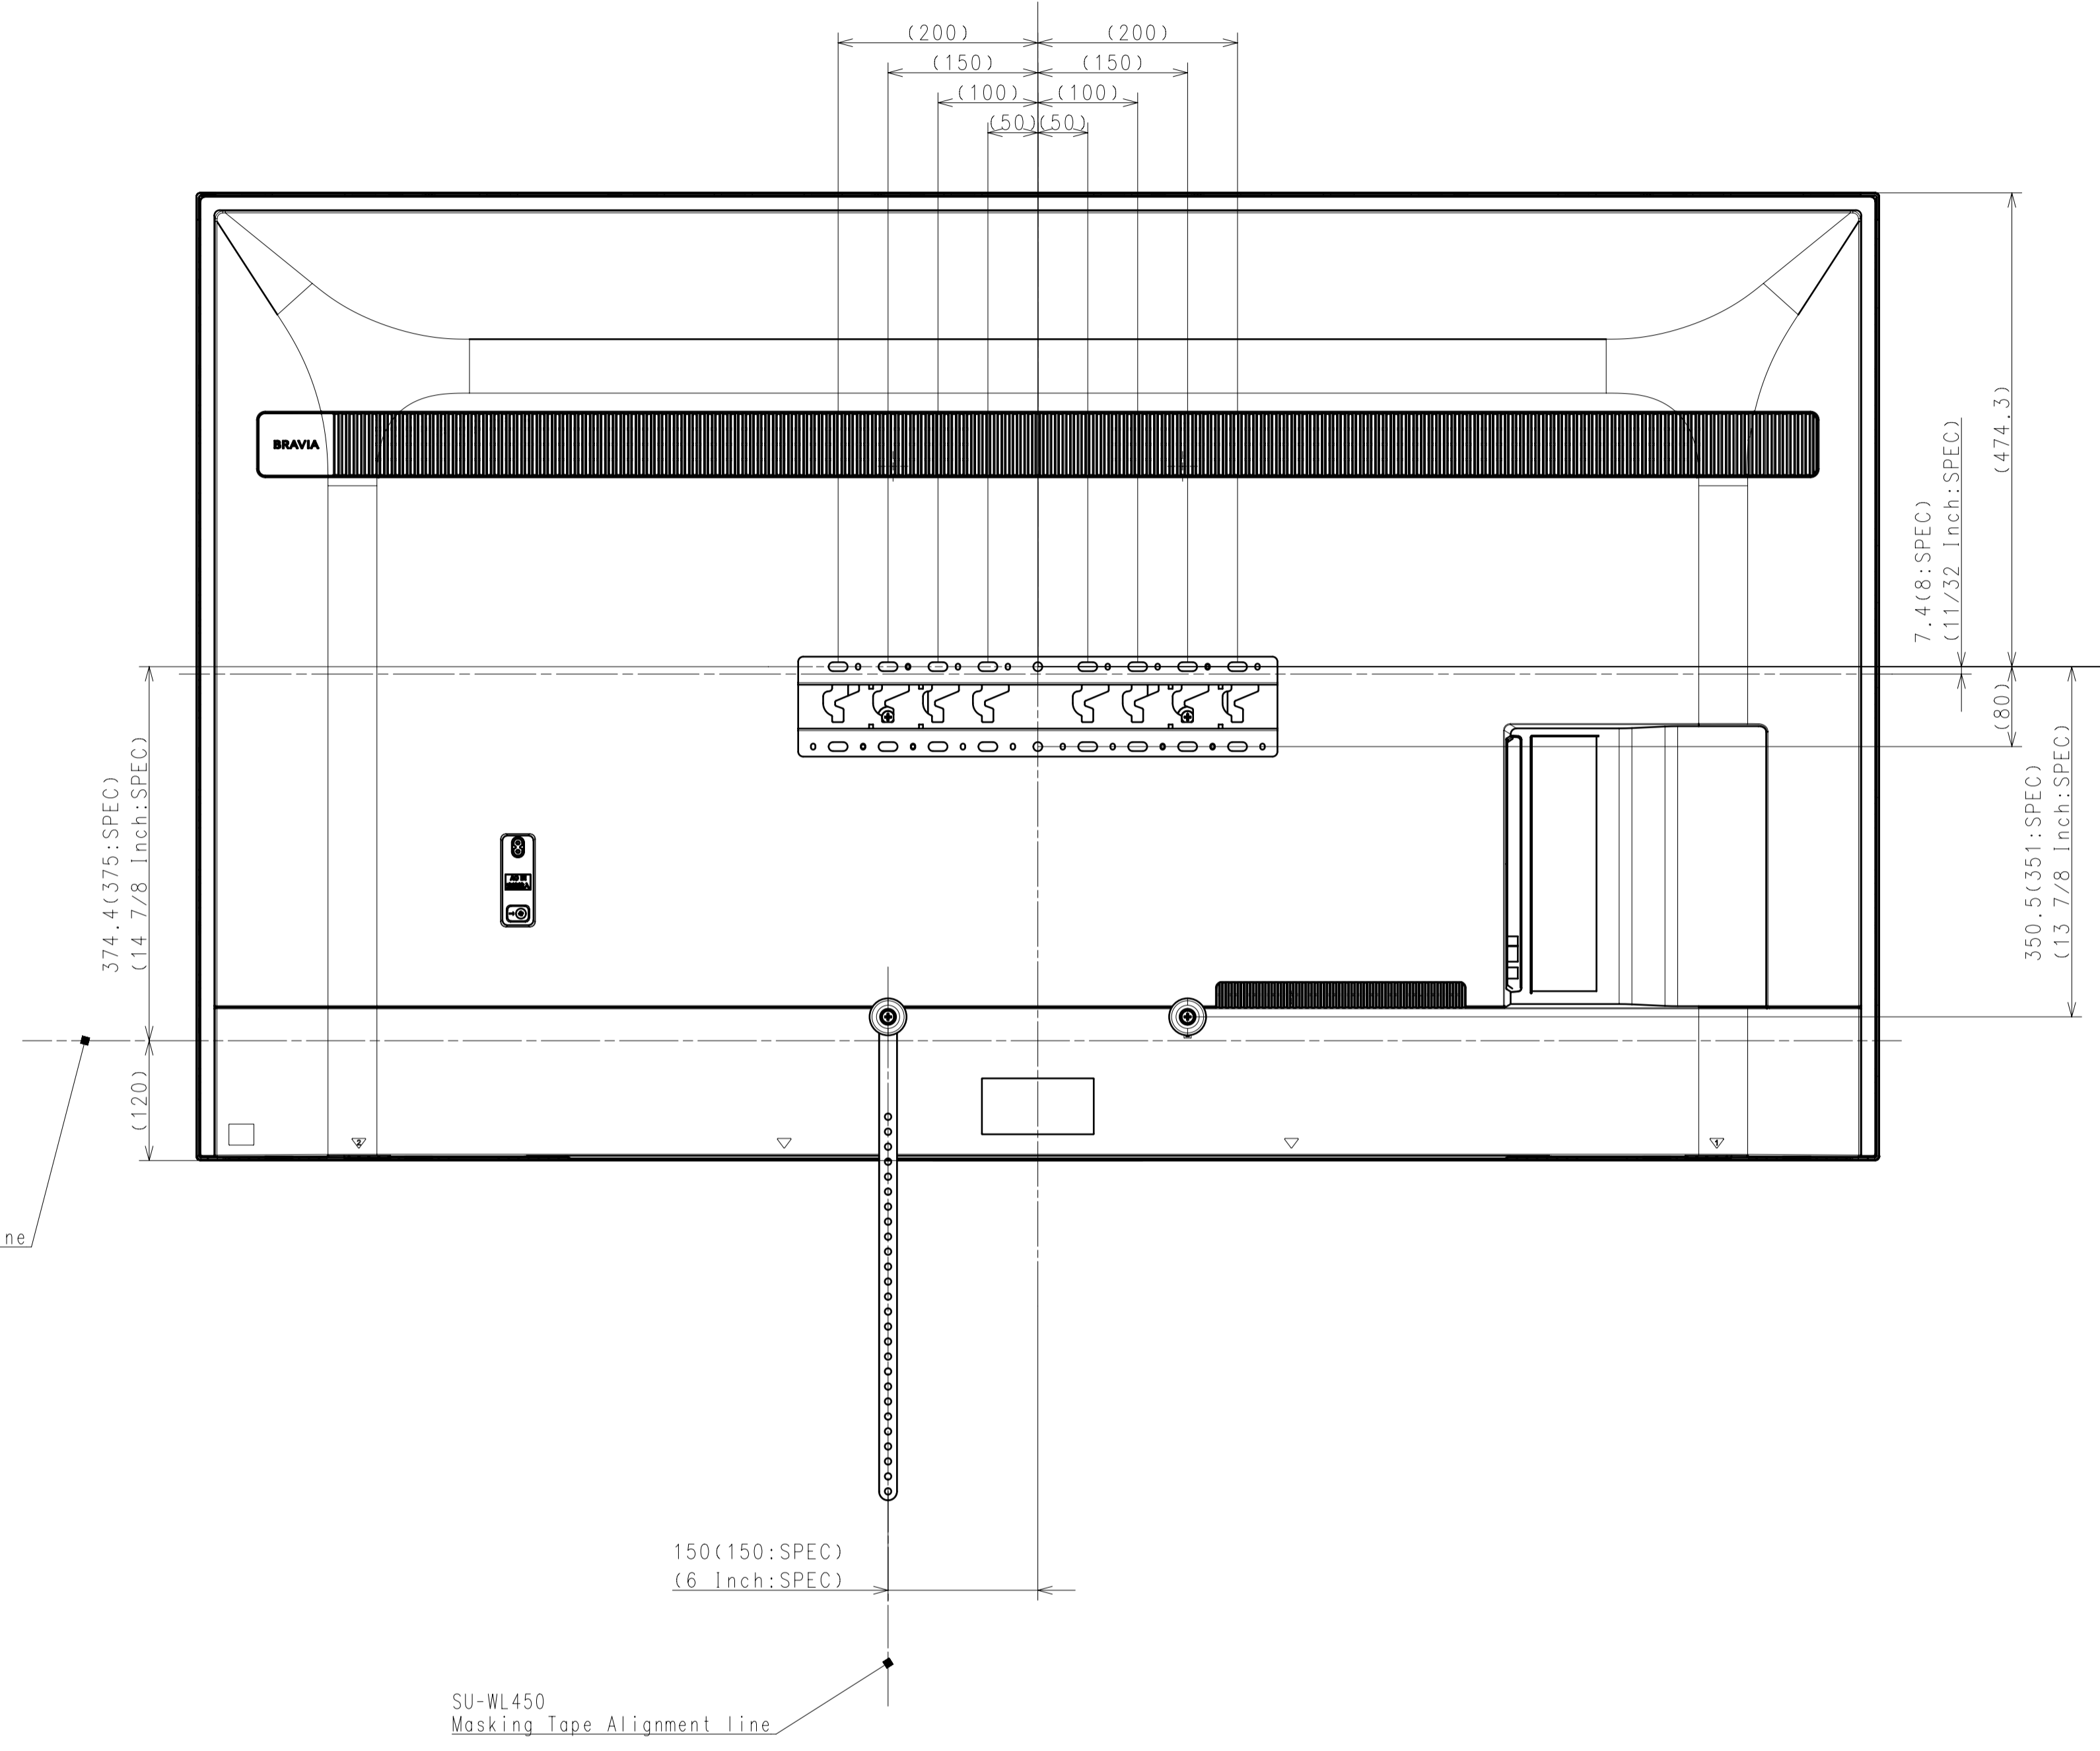 (200) (200)
(150) (150)
(100) (100)
(50) (50)
(474.3)
7.4(8:SPEC)
(11/32 Inch:SPEC)
BRAVIA
(80)
374.4(375:SPEC)
(14 7/8 Inch:SPEC)
350.5(351:SPEC)
(13 7/8 Inch:SPEC)
(120)
2
1
ne
150(150:SPEC)
(6 Inch:SPEC)
SU-WL450
Masking Tape Alignment line